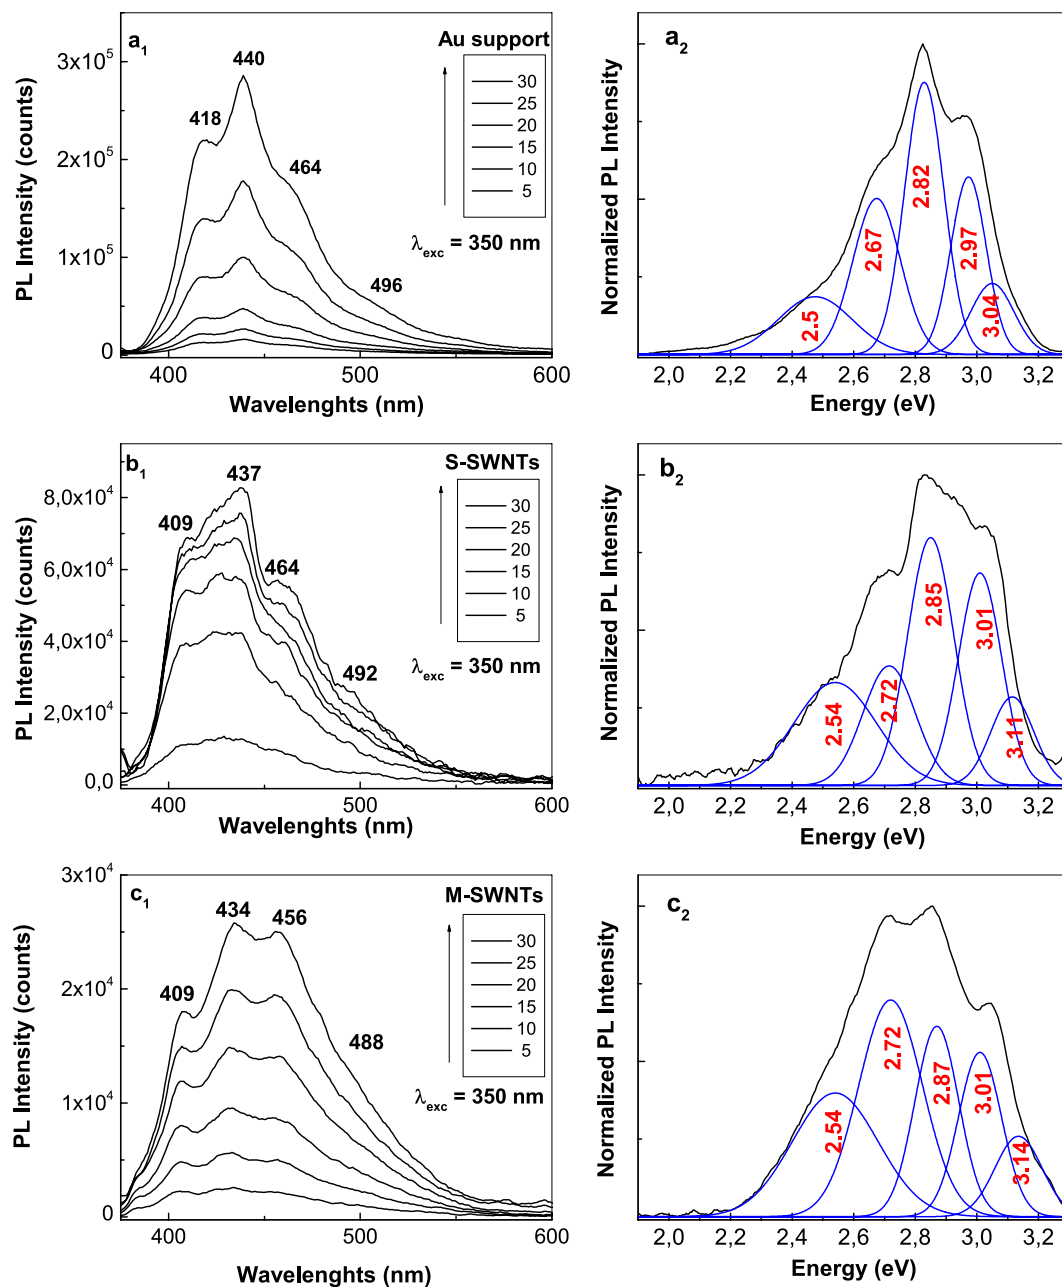 a1
Au support
PL Intensity (counts)
3x10^5
2x10^5
1x10^5
0
418
440
464
496
30
25
20
15
10
5
λexc = 350 nm
400
500
600
Wavelenghts (nm)
a2
Normalized PL Intensity
2.5
2.67
2.82
2.97
3.04
2,0 2,2 2,4 2,6 2,8 3,0 3,2
Energy (eV)
b1
S-SWNTs
PL Intensity (counts)
8,0x10^4
6,0x10^4
4,0x10^4
2,0x10^4
0,0
409
437
464
492
30
25
20
15
10
5
λexc = 350 nm
400
500
600
Wavelenghts (nm)
b2
Normalized PL Intensity
2.54
2.72
2.85
3.01
3.11
2,0 2,2 2,4 2,6 2,8 3,0 3,2
Energy (eV)
c1
M-SWNTs
PL Intensity (counts)
3x10^4
2x10^4
1x10^4
0
409
434
456
488
30
25
20
15
10
5
λexc = 350 nm
400
500
600
Wavelenghts (nm)
c2
Normalized PL Intensity
2.54
2.72
2.87
3.01
3.14
2,0 2,2 2,4 2,6 2,8 3,0 3,2
Energy (eV)